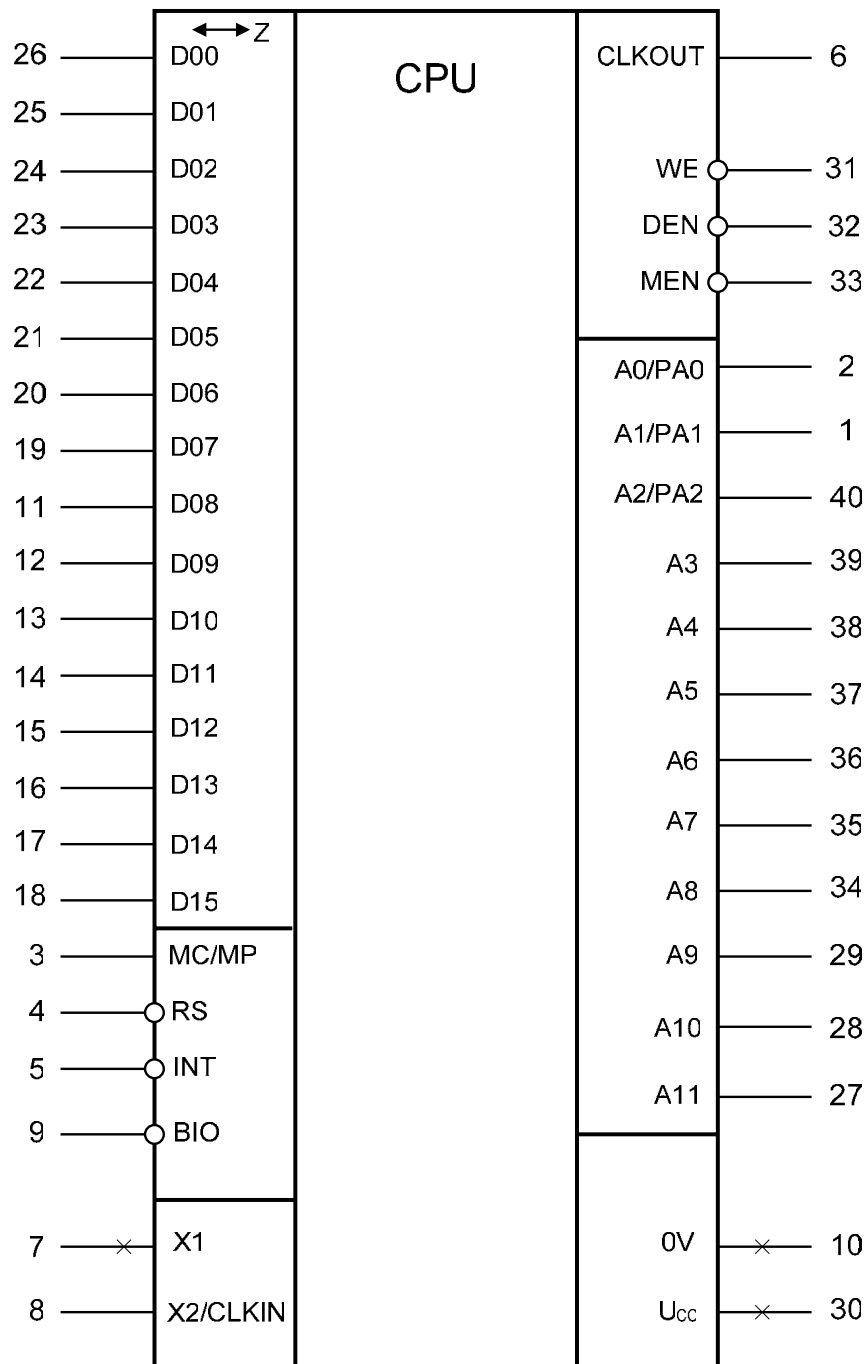 26 D00 Z CPU CLKOUT 6
25 D01
24 D02 WE 31
23 D03 DEN 32
22 D04 MEN 33
21 D05
A0/PA0 2
20 D06
A1/PA1 1
19 D07
A2/PA2 40
11 D08
12 D09 A3 39
13 D10 A4 38
14 D11 A5 37
15 D12 A6 36
16 D13 A7 35
17 D14
18 D15 A8 34
3 MC/MP A9 29
4 RS A10 28
5 INT A11 27
9 BIO
7 X1 0V 10
8 X2/CLKIN Ucc 30